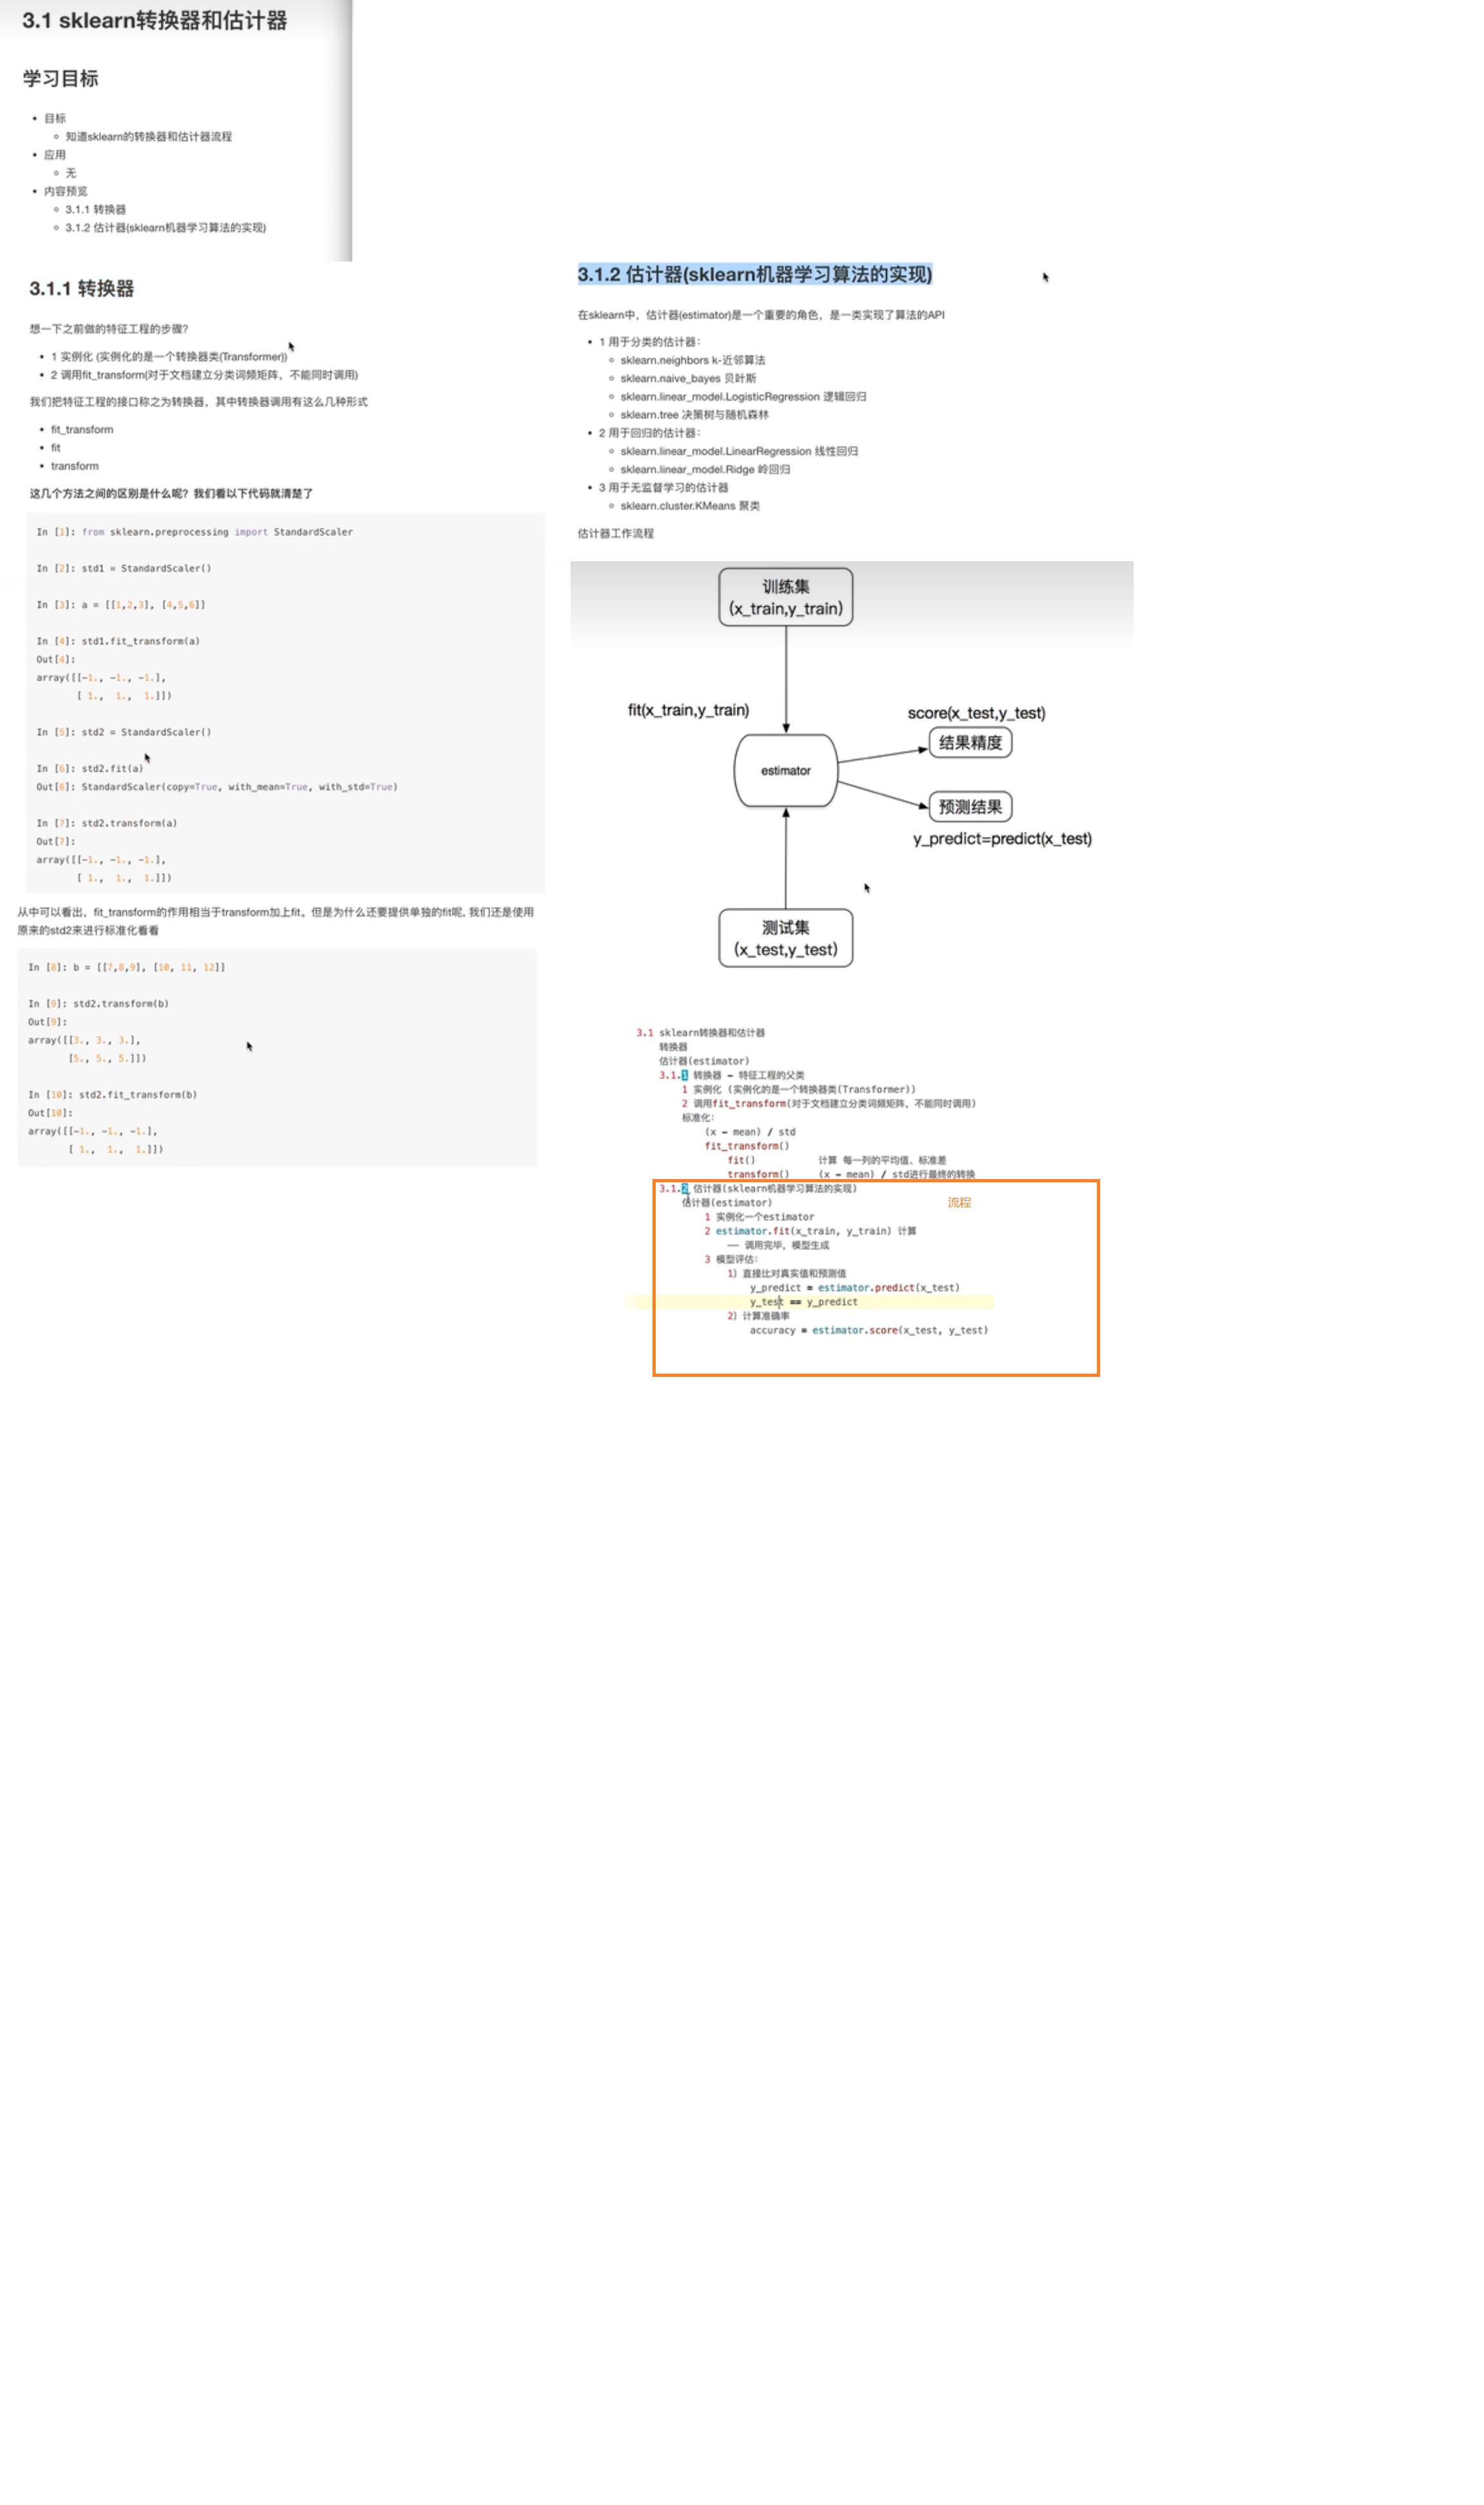 3.1 sklearn转换器和估计器
学习目标
• 目标
◦ 知道sklearn的转换器和估计器流程
• 应用
◦ 无
• 内容预览
◦ 3.1.1 转换器
◦ 3.1.2 估计器(sklearn机器学习算法的实现)
3.1.1 转换器
想一下之前做的特征工程的步骤?
• 1 实例化 (实例化的是一个转换器类(Transformer))
• 2 调用fit_transform(对于文档建立分类词频矩阵，不能同时调用)
我们把特征工程的接口称之为转换器，其中转换器调用有这么几种形式
• fit_transform
• fit
• transform
这几个方法之间的区别是什么呢？我们看以下代码就清楚了
In [1]: from sklearn.preprocessing import StandardScaler
In [2]: std1 = StandardScaler()
In [3]: a = [[1,2,3], [4,5,6]]
In [4]: std1.fit_transform(a)
Out[4]:
array([[-1., -1., -1.],
[ 1., 1., 1.]])
In [5]: std2 = StandardScaler()
In [6]: std2.fit(a)
Out[6]: StandardScaler(copy=True, with_mean=True, with_std=True)
In [7]: std2.transform(a)
Out[7]:
array([[-1., -1., -1.],
[ 1., 1., 1.]])
从中可以看出，fit_transform的作用相当于transform加上fit。但是为什么还要提供单独的fit呢, 我们还是使用
原来的std2来进行标准化看看
In [8]: b = [[7,8,9], [10, 11, 12]]
In [9]: std2.transform(b)
Out[9]:
array([[3., 3., 3.],
[5., 5., 5.]])
In [10]: std2.fit_transform(b)
Out[10]:
array([[-1., -1., -1.],
[ 1., 1., 1.]])
3.1.2 估计器(sklearn机器学习算法的实现)
在sklearn中，估计器(estimator)是一个重要的角色，是一类实现了算法的API
• 1 用于分类的估计器：
◦ sklearn.neighbors k-近邻算法
◦ sklearn.naive_bayes 贝叶斯
◦ sklearn.linear_model.LogisticRegression 逻辑回归
◦ sklearn.tree 决策树与随机森林
• 2 用于回归的估计器：
◦ sklearn.linear_model.LinearRegression 线性回归
◦ sklearn.linear_model.Ridge 岭回归
• 3 用于无监督学习的估计器
◦ sklearn.cluster.KMeans 聚类
估计器工作流程
训练集
(x_train,y_train)
fit(x_train,y_train)
score(x_test,y_test)
结果精度
estimator
预测结果
y_predict=predict(x_test)
测试集
(x_test,y_test)
3.1 sklearn转换器和估计器
转换器
估计器(estimator)
3.1.1 转换器 - 特征工程的父类
1 实例化 (实例化的是一个转换器类(Transformer))
2 调用fit_transform(对于文档建立分类词频矩阵，不能同时调用)
标准化：
(x - mean) / std
fit_transform()
fit() 计算 每一列的平均值、标准差
transform() (x - mean) / std进行最终的转换
3.1.2 估计器(sklearn机器学习算法的实现)
流程
估计器(estimator)
1 实例化一个estimator
2 estimator.fit(x_train, y_train) 计算
—— 调用完毕，模型生成
3 模型评估：
1）直接比对真实值和预测值
y_predict = estimator.predict(x_test)
y_test == y_predict
2）计算准确率
accuracy = estimator.score(x_test, y_test)